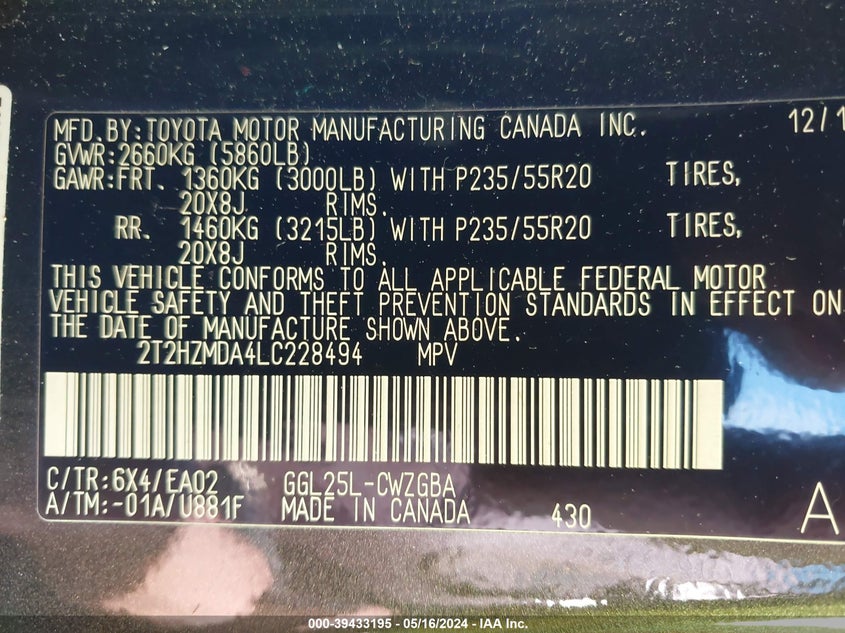 MFD. BY: TOYOTA MOTOR MANUFACTURING CANADA INC. 12/1
GVWR: 2660KG (5860LB)
GAWR: FRT. 1360KG (3000LB) WITH P235/55R20 TIRES,
20X8J RIMS.
RR. 1460KG (3215LB) WITH P235/55R20 TIRES,
20X8J RIMS.
THIS VEHICLE CONFORMS TO ALL APPLICABLE FEDERAL MOTOR
VEHICLE SAFETY AND THEFT PREVENTION STANDARDS IN EFFECT ON
THE DATE OF MANUFACTURE SHOWN ABOVE.
2T2HZMDA4LC228494 MPV
C/TR: 6X4/EA02 GGL25L-CWZGBA
A/TM: -01A/U881F MADE IN CANADA 430 A
000-39433195 - 05/16/2024 - IAA Inc.